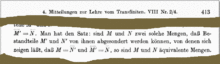 4. Mitteilungen zur Lehre vom Transfiniten. VIII Nr. 2/4. 413
M' = N. Man hat den Satz: sind M und N zwei solche Mengen, daß Be-
standteile M' und N' von ihnen abgesondert werden können, von denen sich
zeigen läßt, daß M = N' und M' = N, so sind M und N äquivalente Mengen.